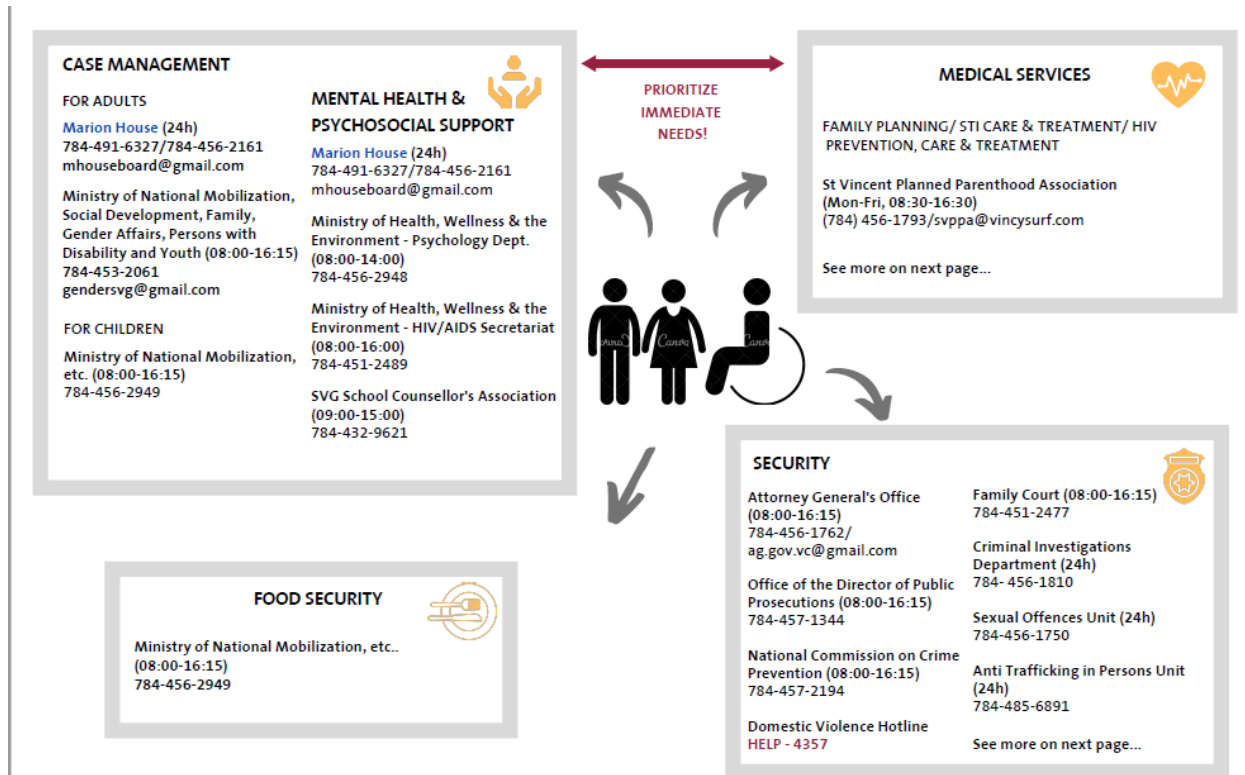 CASE MANAGEMENT
FOR ADULTS
Marion House (24h)
784-491-6327/784-456-2161
mhouseboard@gmail.com
Ministry of National Mobilization,
Social Development, Family,
Gender Affairs, Persons with
Disability and Youth (08:00-16:15)
784-453-2061
gendersvg@gmail.com
FOR CHILDREN
Ministry of National Mobilization,
etc. (08:00-16:15)
784-456-2949
MENTAL HEALTH &
PSYCHOSOCIAL SUPPORT
Marion House (24h)
784-491-6327/784-456-2161
mhouseboard@gmail.com
Ministry of Health, Wellness & the
Environment - Psychology Dept.
(08:00-14:00)
784-456-2948
Ministry of Health, Wellness & the
Environment - HIV/AIDS Secretariat
(08:00-16:00)
784-451-2489
SVG School Counsellor's Association
(09:00-15:00)
784-432-9621
PRIORITIZE
IMMEDIATE
NEEDS!
MEDICAL SERVICES
FAMILY PLANNING/ STI CARE & TREATMENT/ HIV
PREVENTION, CARE & TREATMENT
St Vincent Planned Parenthood Association
(Mon-Fri, 08:30-16:30)
(784) 456-1793/svppa@vincysurf.com
See more on next page...
Canva
Canva
FOOD SECURITY
Ministry of National Mobilization, etc..
(08:00-16:15)
784-456-2949
SECURITY
Attorney General's Office
(08:00-16:15)
784-456-1762/
ag.gov.vc@gmail.com
Office of the Director of Public
Prosecutions (08:00-16:15)
784-457-1344
National Commission on Crime
Prevention (08:00-16:15)
784-457-2194
Domestic Violence Hotline
HELP - 4357
Family Court (08:00-16:15)
784-451-2477
Criminal Investigations
Department (24h)
784- 456-1810
Sexual Offences Unit (24h)
784-456-1750
Anti Trafficking in Persons Unit
(24h)
784-485-6891
See more on next page...